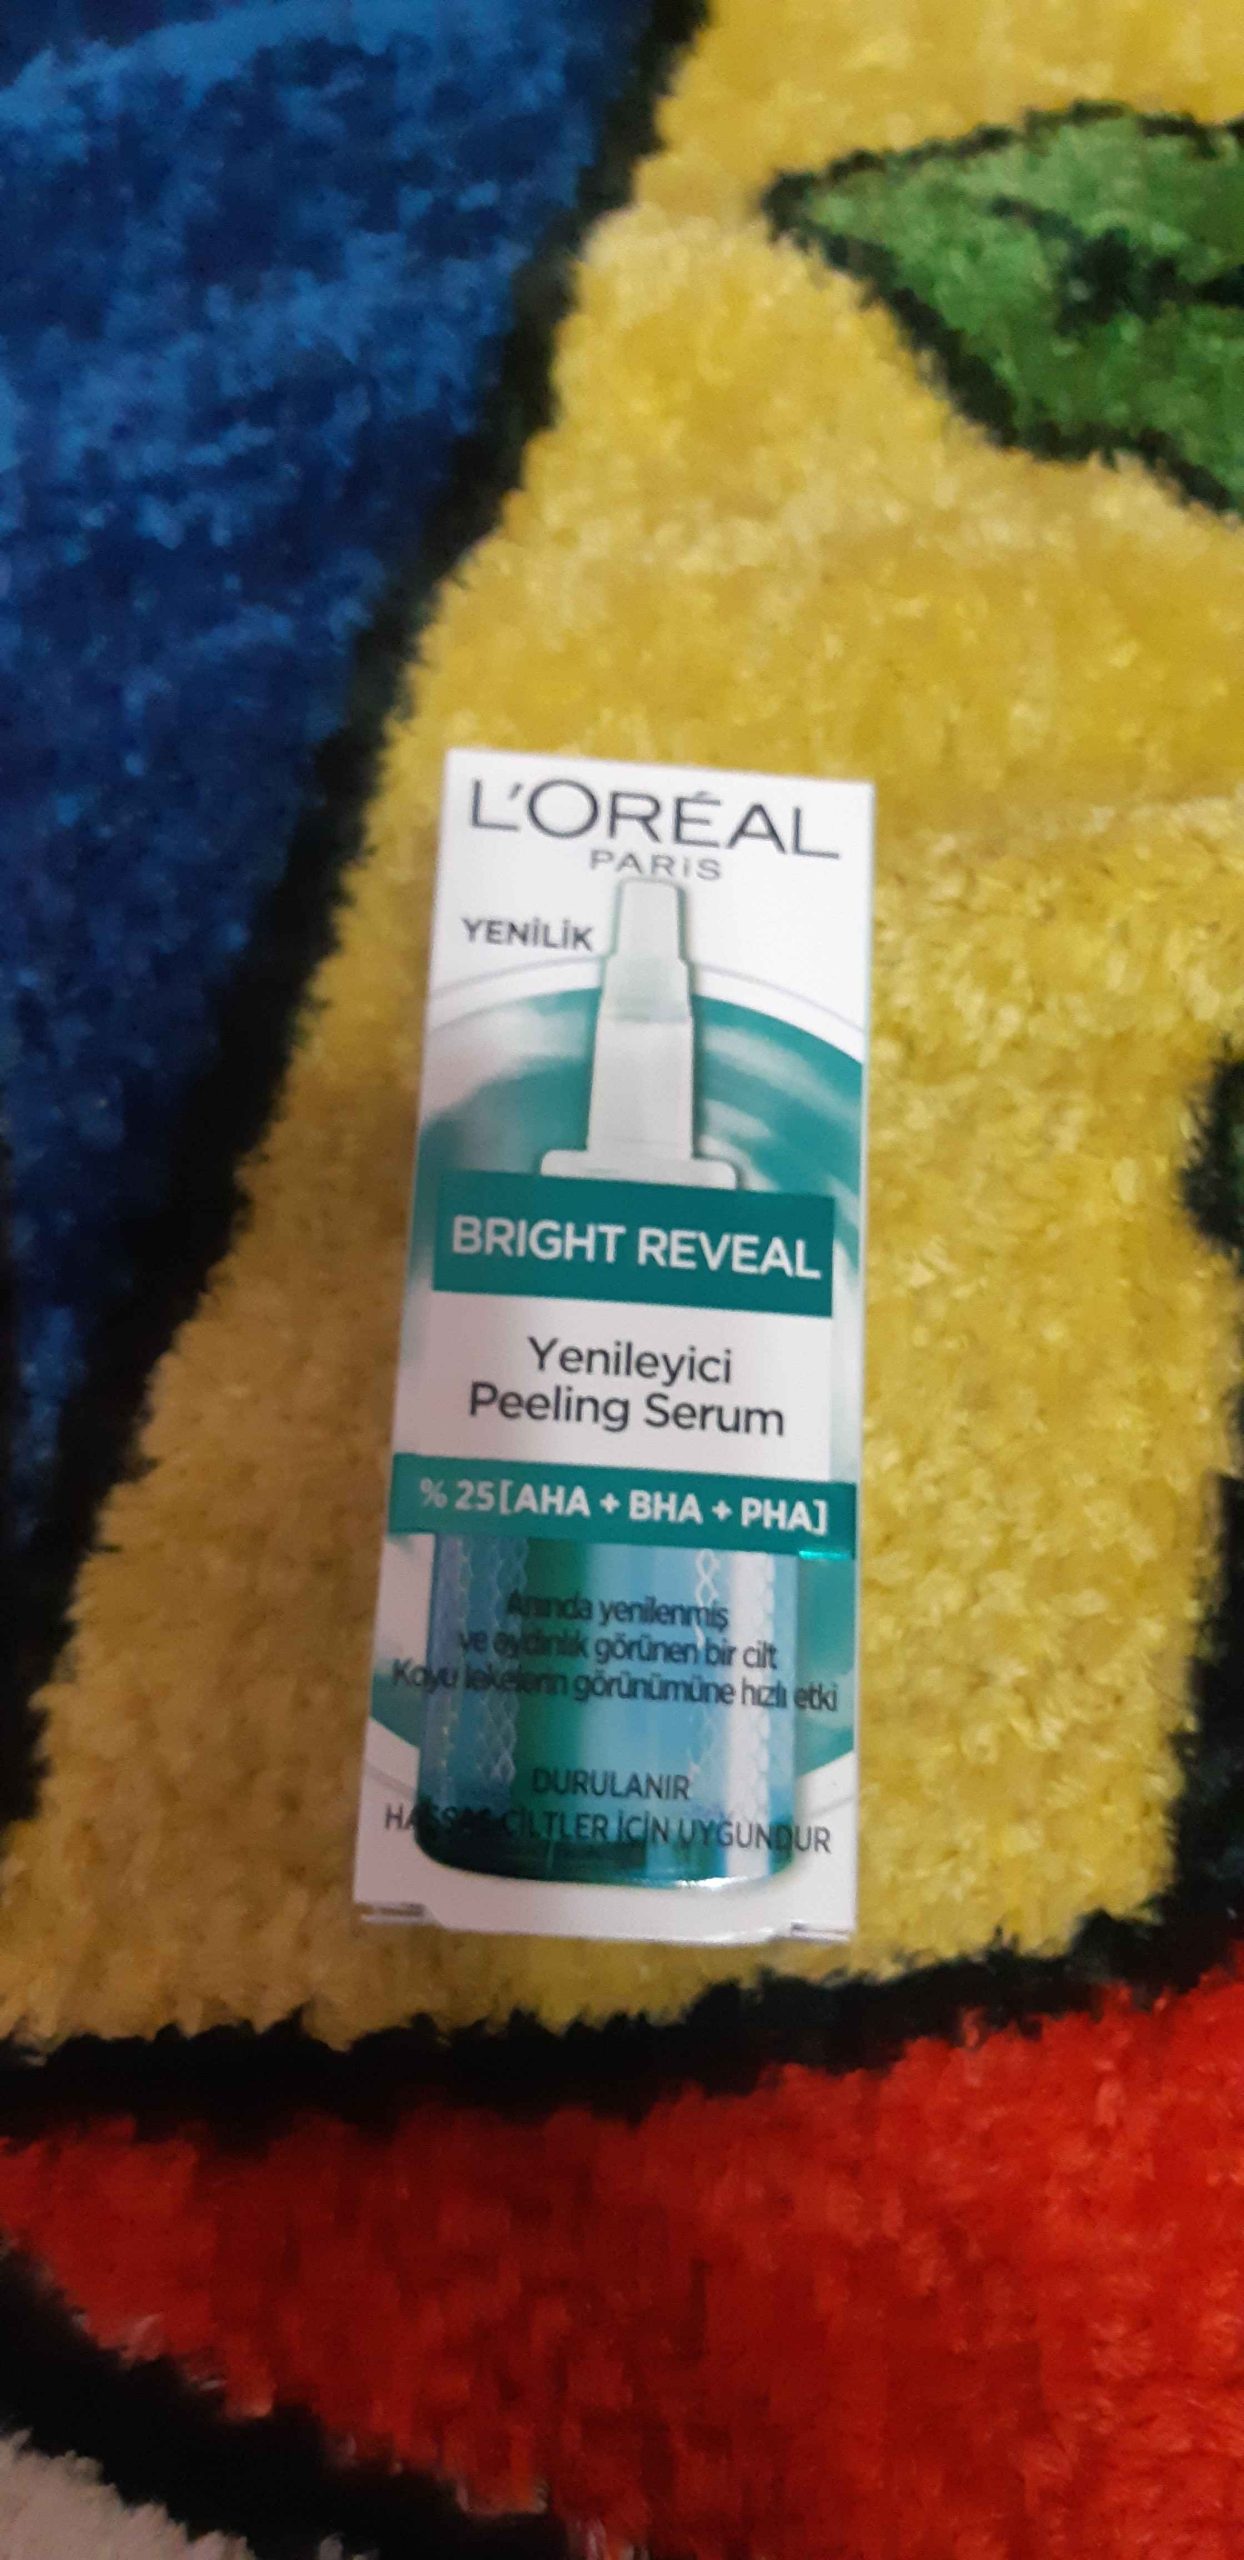 L'ORÉAL
PARIS
YENİLİK
BRIGHT REVEAL
Yenileyici
Peeling Serum
% 25 [AHA + BHA + PHA]
Anında yenilenmiş
ve aydınlık görünen bir cilt
Koyu lekelerin görünümüne hızlı etki
DURULANIR
HASSAS CİLTLER İÇİN UYGUNDUR